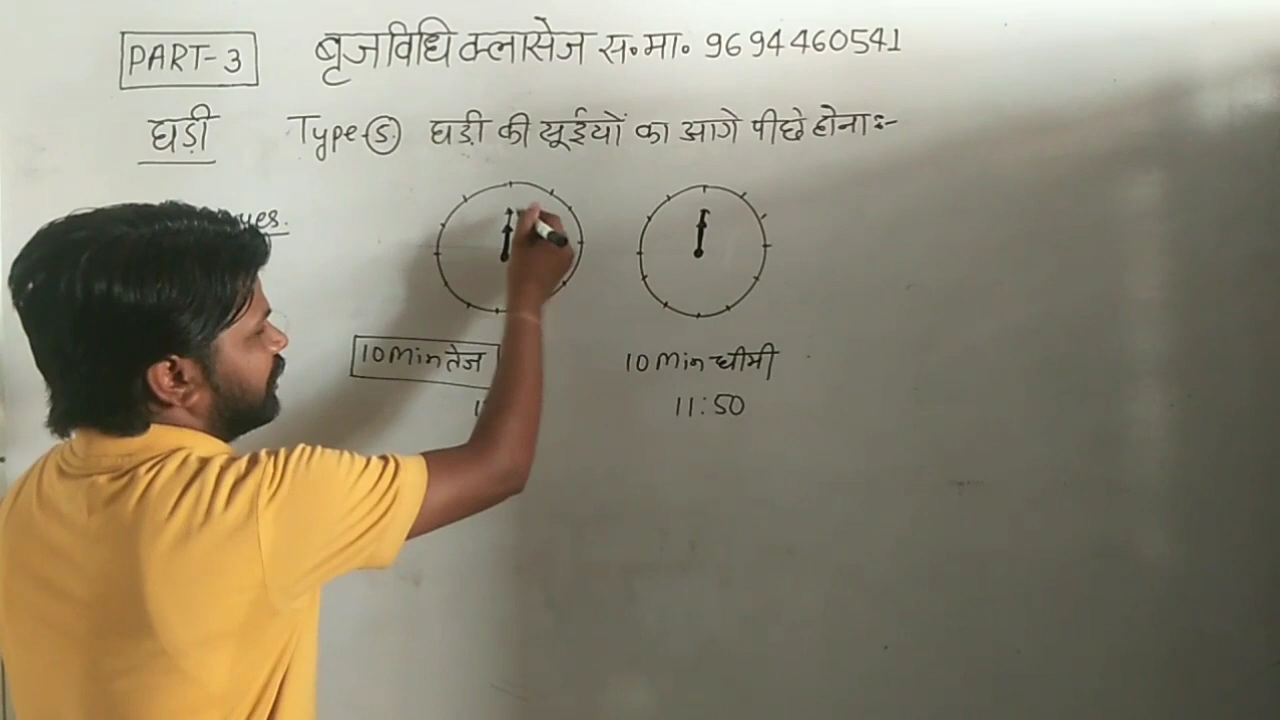 PART-3
बृजविधि क्लासेज स॰मा॰ 9694460541
घड़ी
Type-(5) घड़ी की सूईयों का आगे पीछे होना:-
10 Min तेज
10 Min धीमी
11:50